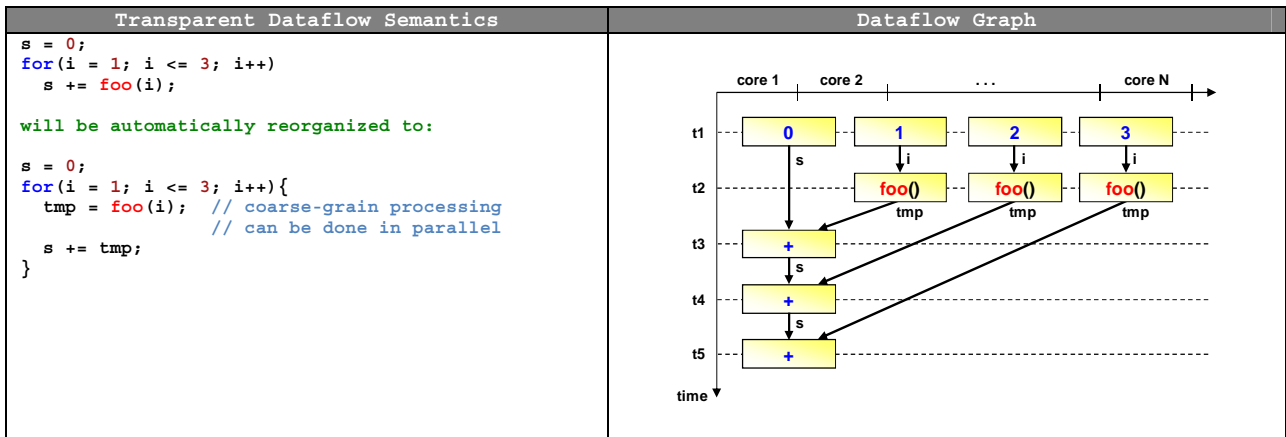 Transparent Dataflow Semantics
s = 0;
for(i = 1; i <= 3; i++)
s += foo(i);
will be automatically reorganized to:
s = 0;
for(i = 1; i <= 3; i++){
tmp = foo(i); // coarse-grain processing
// can be done in parallel
s += tmp;
}
Dataflow Graph
core 1 core 2 . . . core N
t1 0 1 2 3
s i i i
t2 foo() foo() foo()
tmp tmp tmp
t3 +
s
t4 +
s
t5 +
time